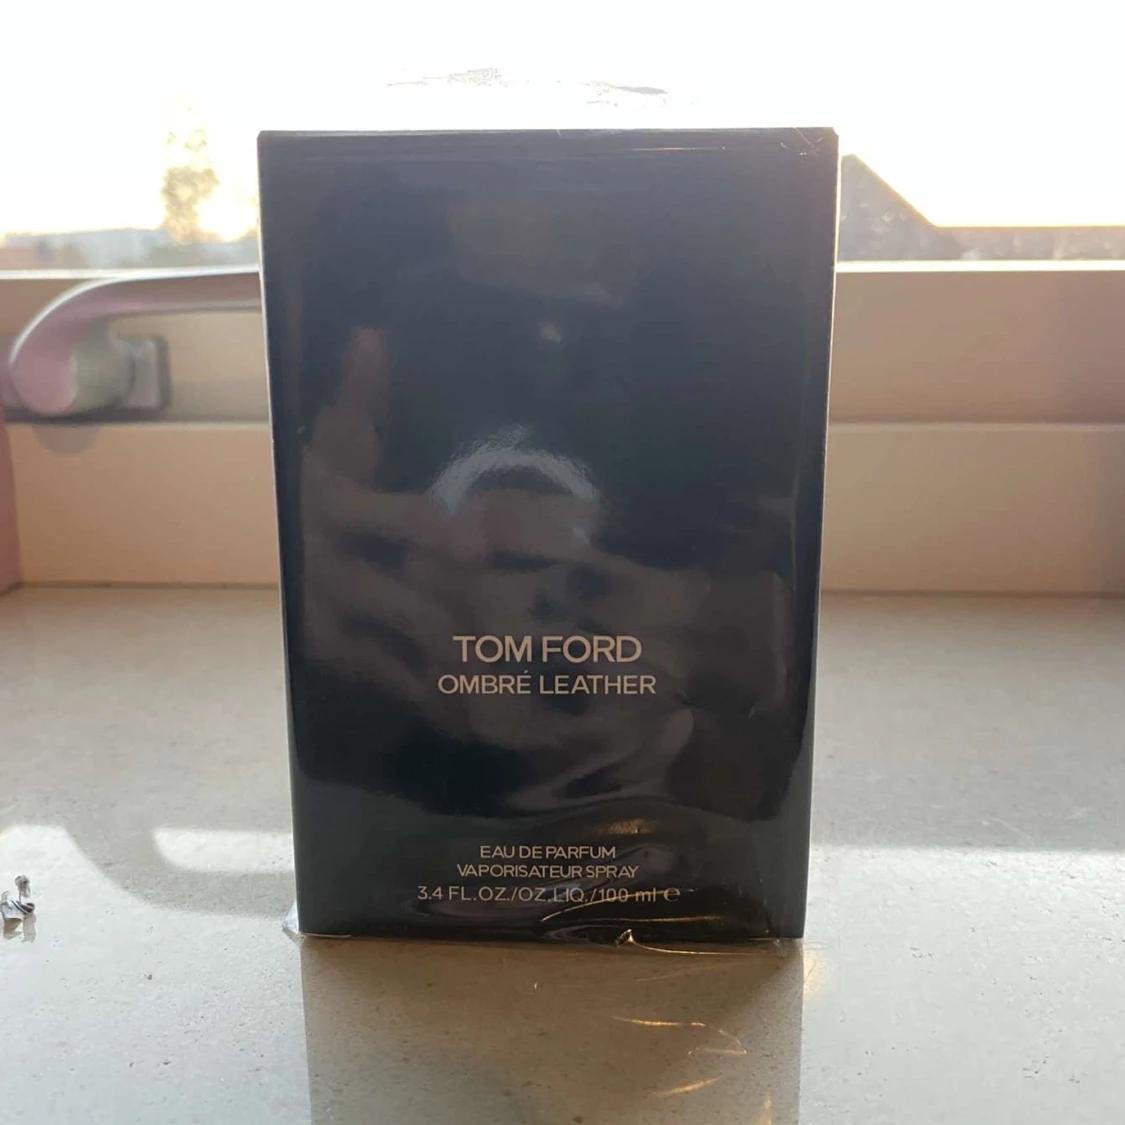 TOM FORD
OMBRÉ LEATHER
EAU DE PARFUM
VAPORISATEUR SPRAY
3.4 FL.OZ./OZ.LIQ./100 ml ℮